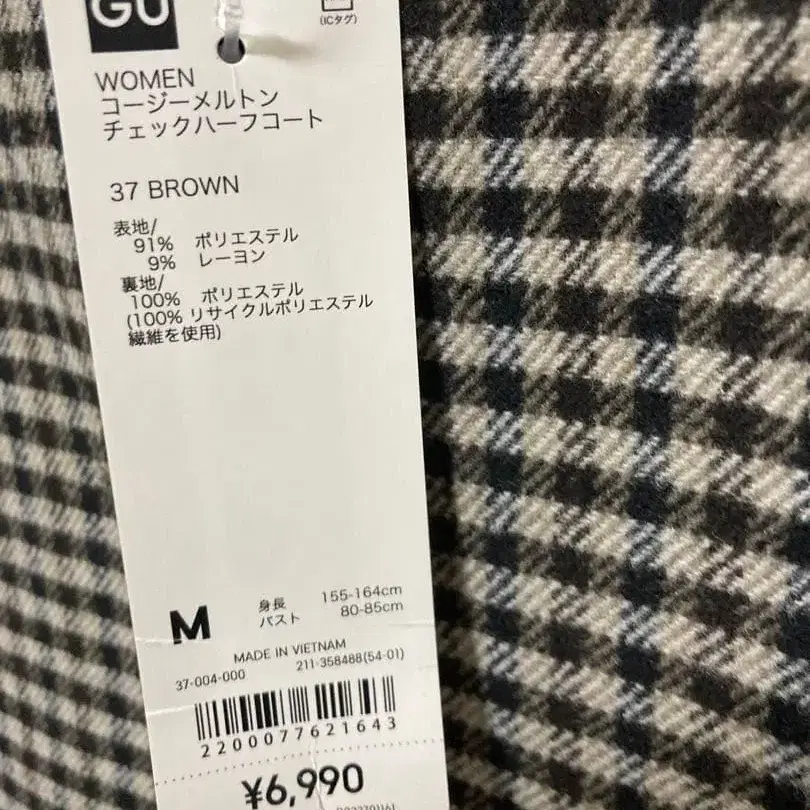 GU
(ICタグ)
WOMEN
コージーメルトン
チェックハーフコート
37 BROWN
表地/
91% ポリエステル
9% レーヨン
裏地/
100% ポリエステル
(100% リサイクルポリエステル
繊維を使用)
M
身長 155-164cm
バスト 80-85cm
MADE IN VIETNAM
37-004-000 211-358488(54-01)
2200077621643
¥6,990